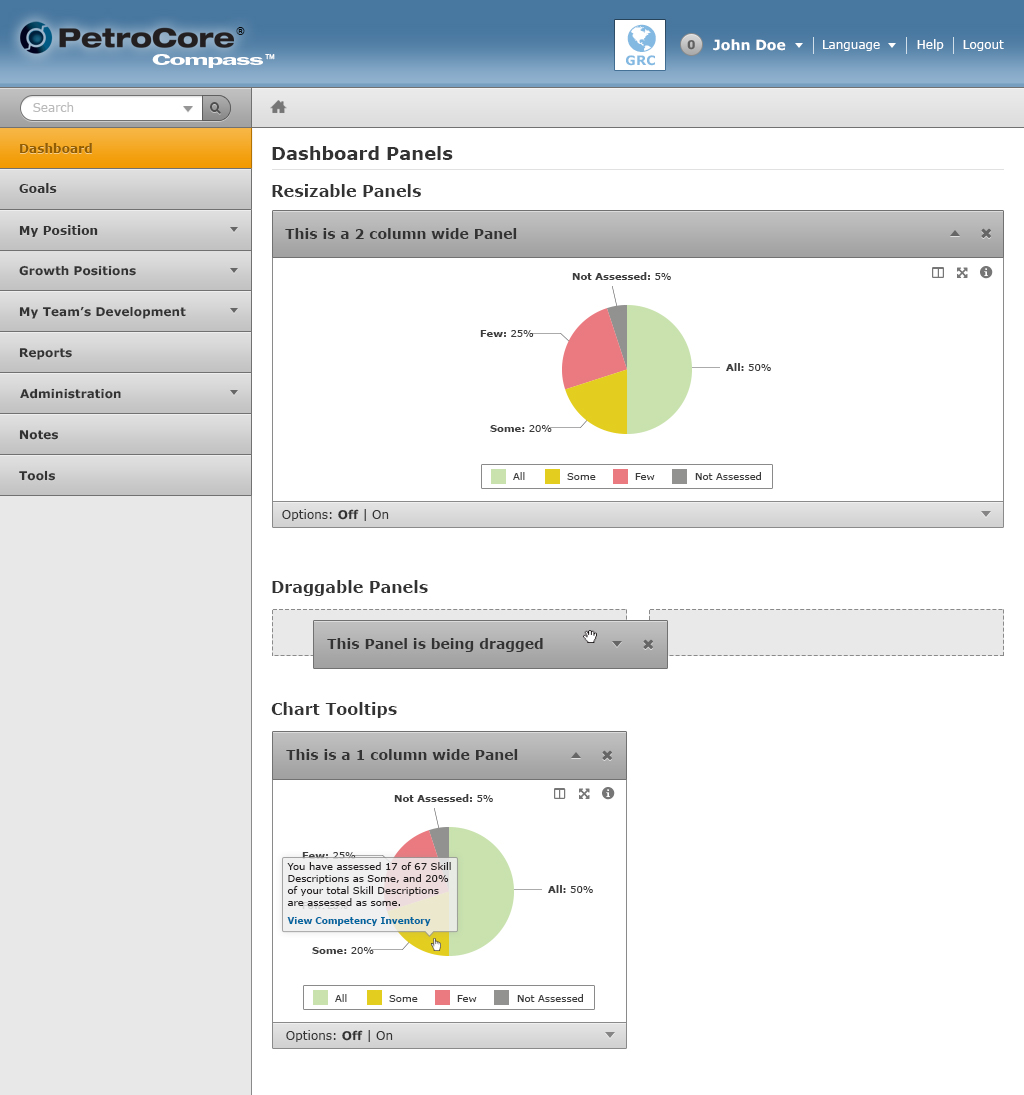 PetroCore®
Compass™
GRC
0 John Doe Language Help Logout
Search
Dashboard
Goals
My Position
Growth Positions
My Team’s Development
Reports
Administration
Notes
Tools
Dashboard Panels
Resizable Panels
This is a 2 column wide Panel
Not Assessed: 5%
Few: 25%
All: 50%
Some: 20%
All Some Few Not Assessed
Options: Off | On
Draggable Panels
This Panel is being dragged
Chart Tooltips
This is a 1 column wide Panel
Not Assessed: 5%
Few: 25%
You have assessed 17 of 67 Skill
Descriptions as Some, and 20%
of your total Skill Descriptions
are assessed as some.
View Competency Inventory
All: 50%
Some: 20%
All Some Few Not Assessed
Options: Off | On